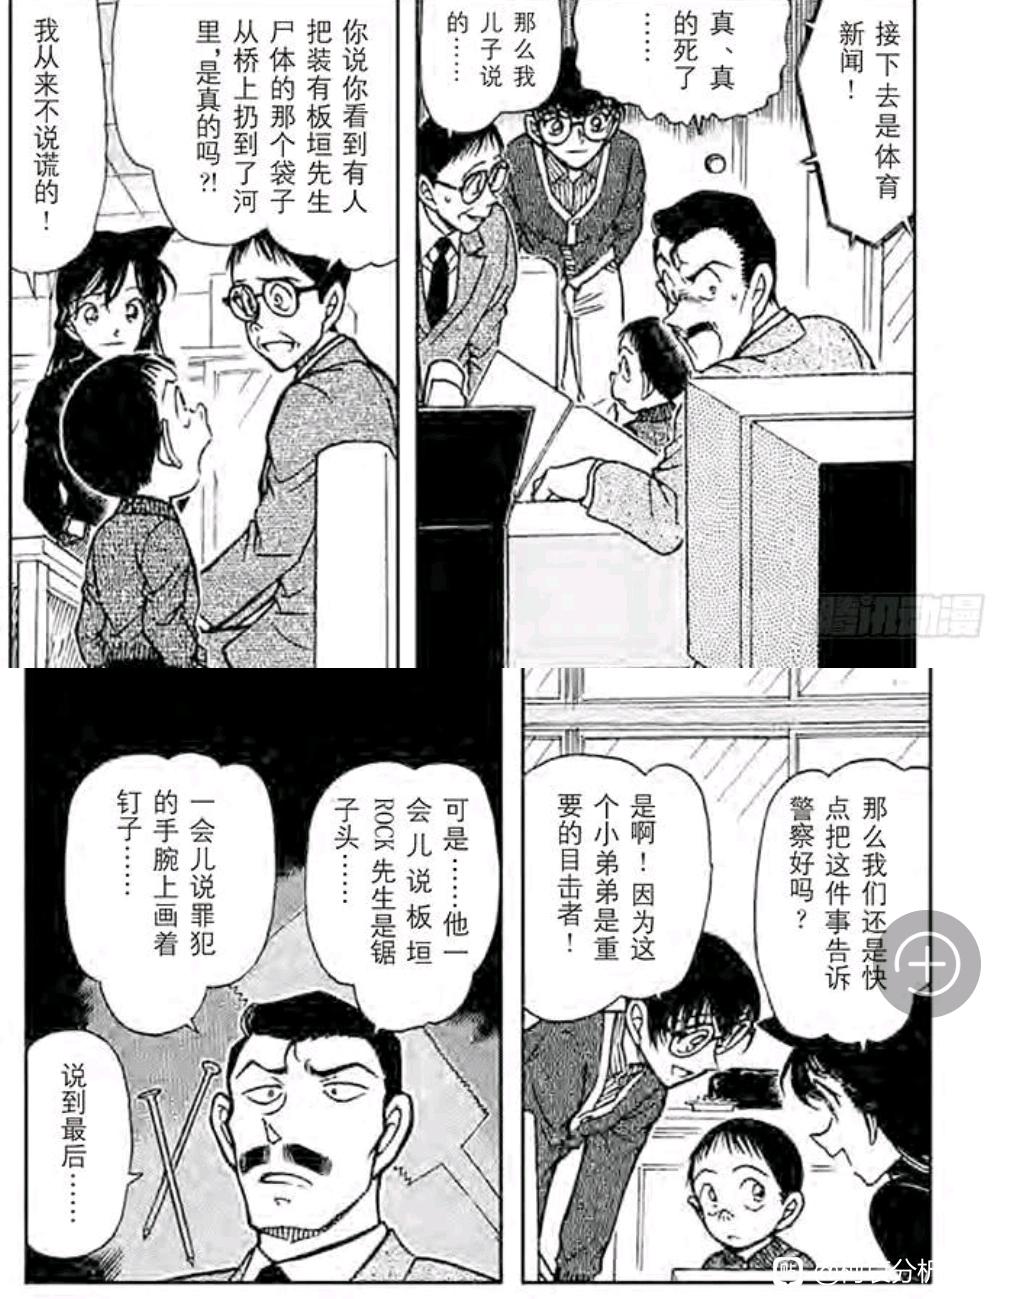 接下去是体育
新闻！
真、真
的死了
……
那么我
儿子说
的……
你说你看到有人
把装有板垣先生
尸体的那个袋子
从桥上扔到了河
里，是真的吗？！
我从来不说谎的！
腾讯动漫
那么我们还是快
点把这件事告诉
警察好吗？
是啊！因为这
个小弟弟是重
要的目击者！
可是……他一
会儿说板垣
ROCK先生是锯
子头……
一会儿说罪犯
的手腕上画着
钉子……
说到最后……